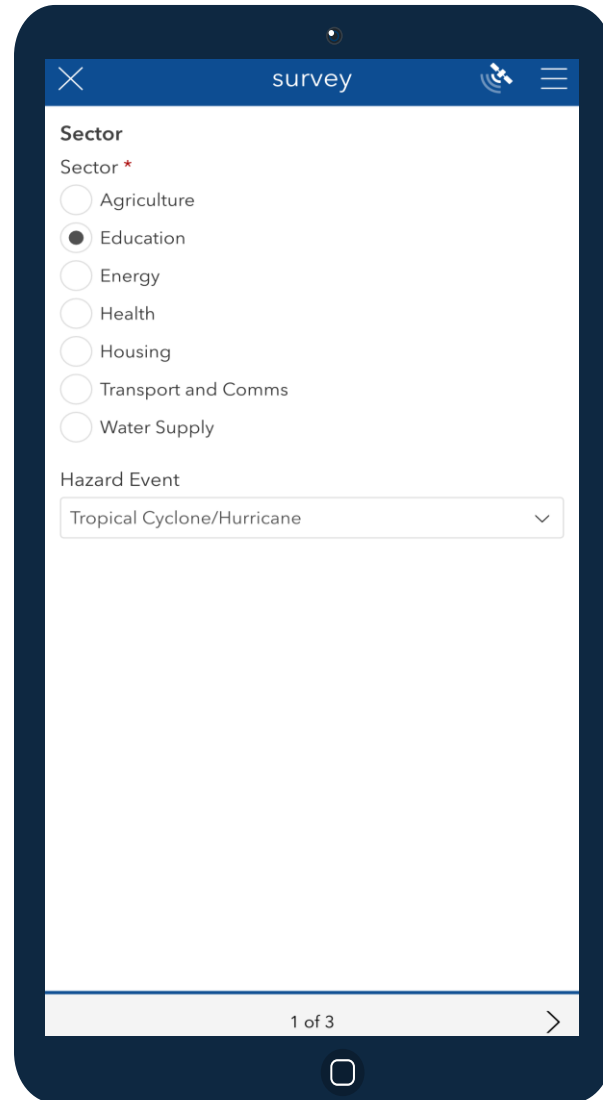 survey
Sector
Sector *
Agriculture
Education
Energy
Health
Housing
Transport and Comms
Water Supply
Hazard Event
Tropical Cyclone/Hurricane
1 of 3